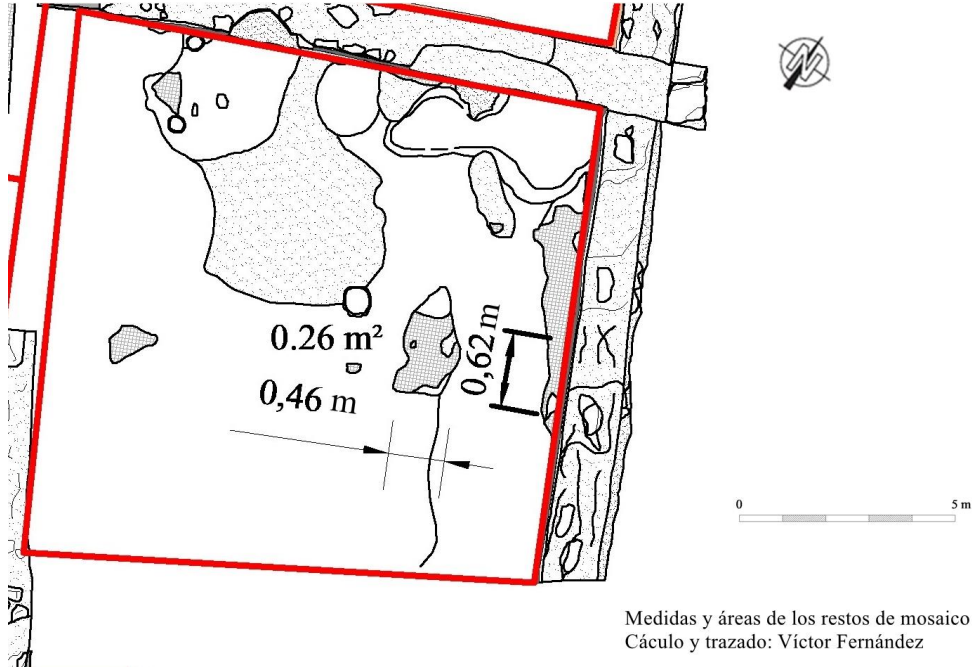 N
0.26 m²
0,46 m
0,62 m
0
5 m
Medidas y áreas de los restos de mosaico
Cáculo y trazado: Víctor Fernández